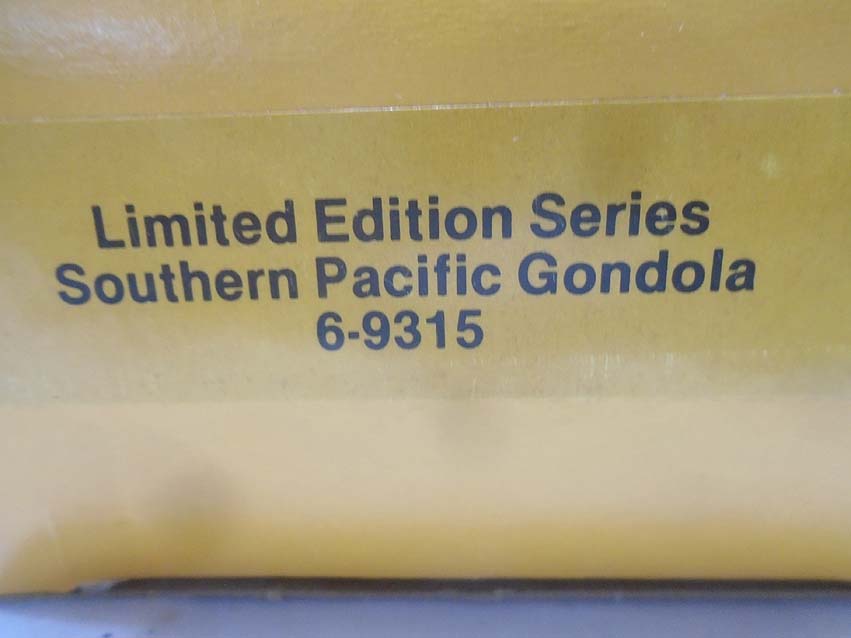 Limited Edition Series
Southern Pacific Gondola
6-9315